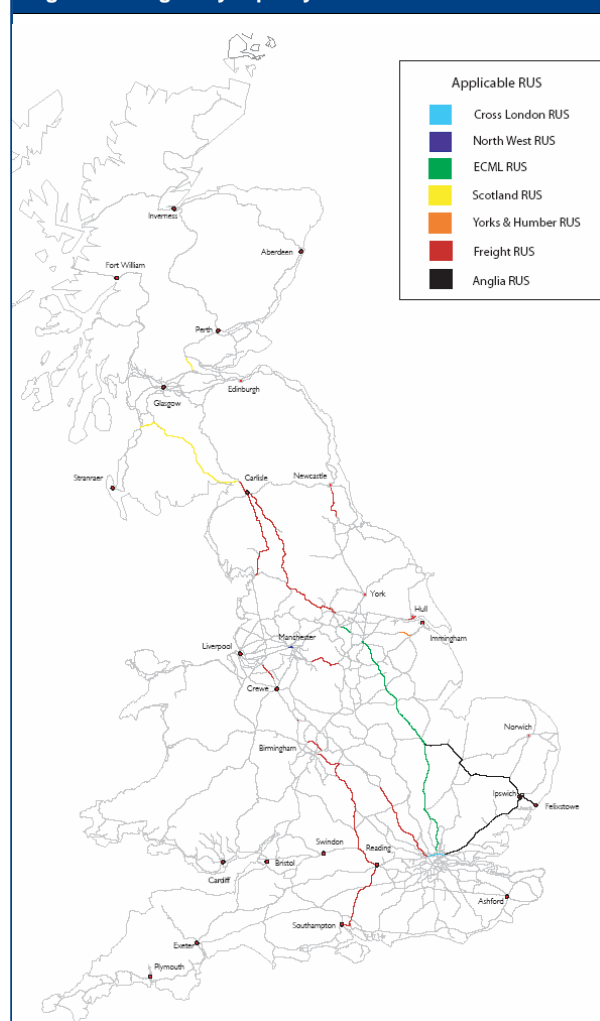 Applicable RUS
Cross London RUS
North West RUS
ECML RUS
Scotland RUS
Yorks & Humber RUS
Freight RUS
Anglia RUS
Inverness
Aberdeen
Fort William
Perth
Edinburgh
Glasgow
Stranraer
Carlisle
Newcastle
York
Hull
Immingham
Liverpool
Manchester
Crewe
Norwich
Birmingham
Ipswich
Felixstowe
Swindon
Reading
Cardiff
Bristol
Ashford
Southampton
Exeter
Plymouth